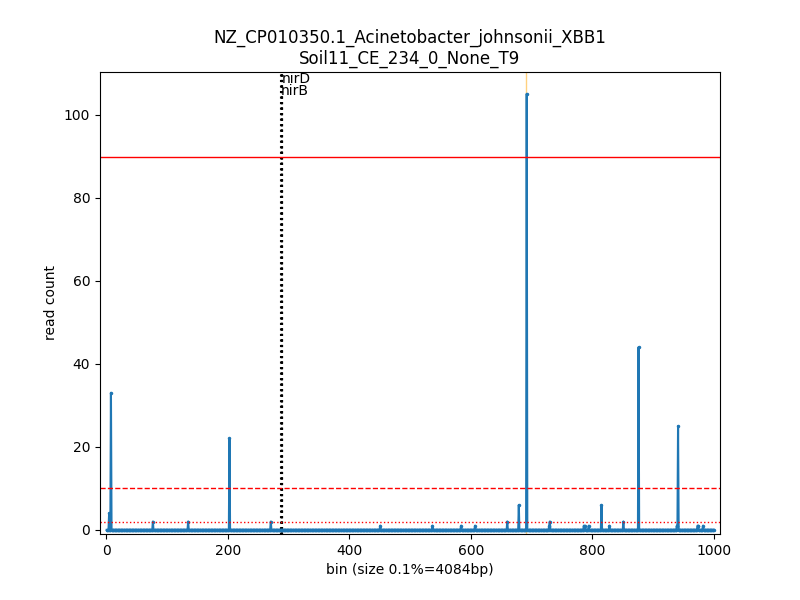 NZ_CP010350.1_Acinetobacter_johnsonii_XBB1
Soil11_CE_234_0_None_T9
nirD
nirB
100
80
60
40
20
0
read count
0 200 400 600 800 1000
bin (size 0.1%=4084bp)